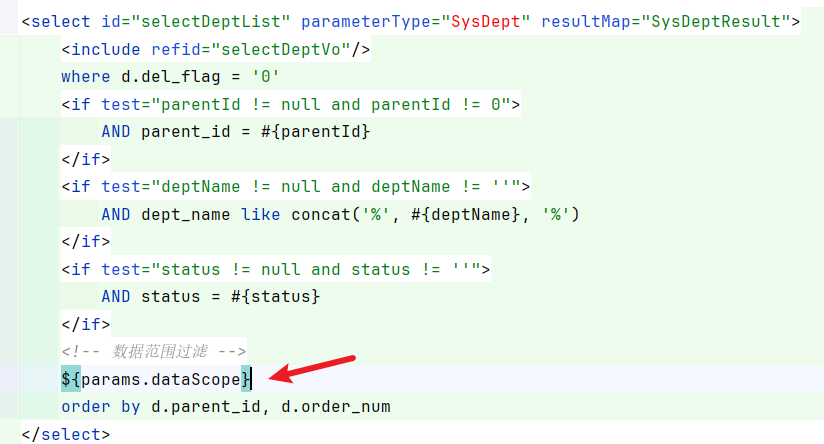 <select id="selectDeptList" parameterType="SysDept" resultMap="SysDeptResult">
<include refid="selectDeptVo"/>
where d.del_flag = '0'
<if test="parentId != null and parentId != 0">
AND parent_id = #{parentId}
</if>
<if test="deptName != null and deptName != ''">
AND dept_name like concat('%', #{deptName}, '%')
</if>
<if test="status != null and status != ''">
AND status = #{status}
</if>
<!-- 数据范围过滤 -->
${params.dataScope}
order by d.parent_id, d.order_num
</select>